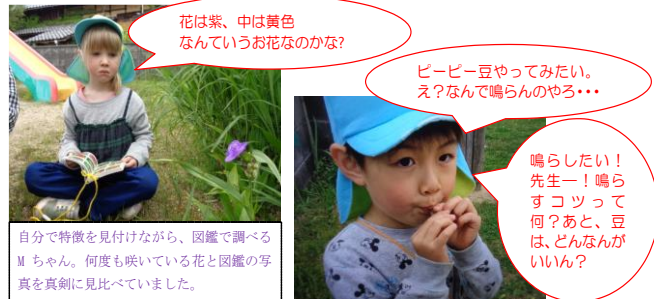 花は紫、中は黄色
なんていうお花なのかな?
ピーピー豆やってみたい。
え？なんで鳴らんのやろ・・・
鳴らしたい！
先生ー！鳴ら
すコツって
何？あと、豆
は、どんなんが
いいん？
自分で特徴を見付けながら、図鑑で調べる
M ちゃん。何度も咲いている花と図鑑の写
真を真剣に見比べていました。